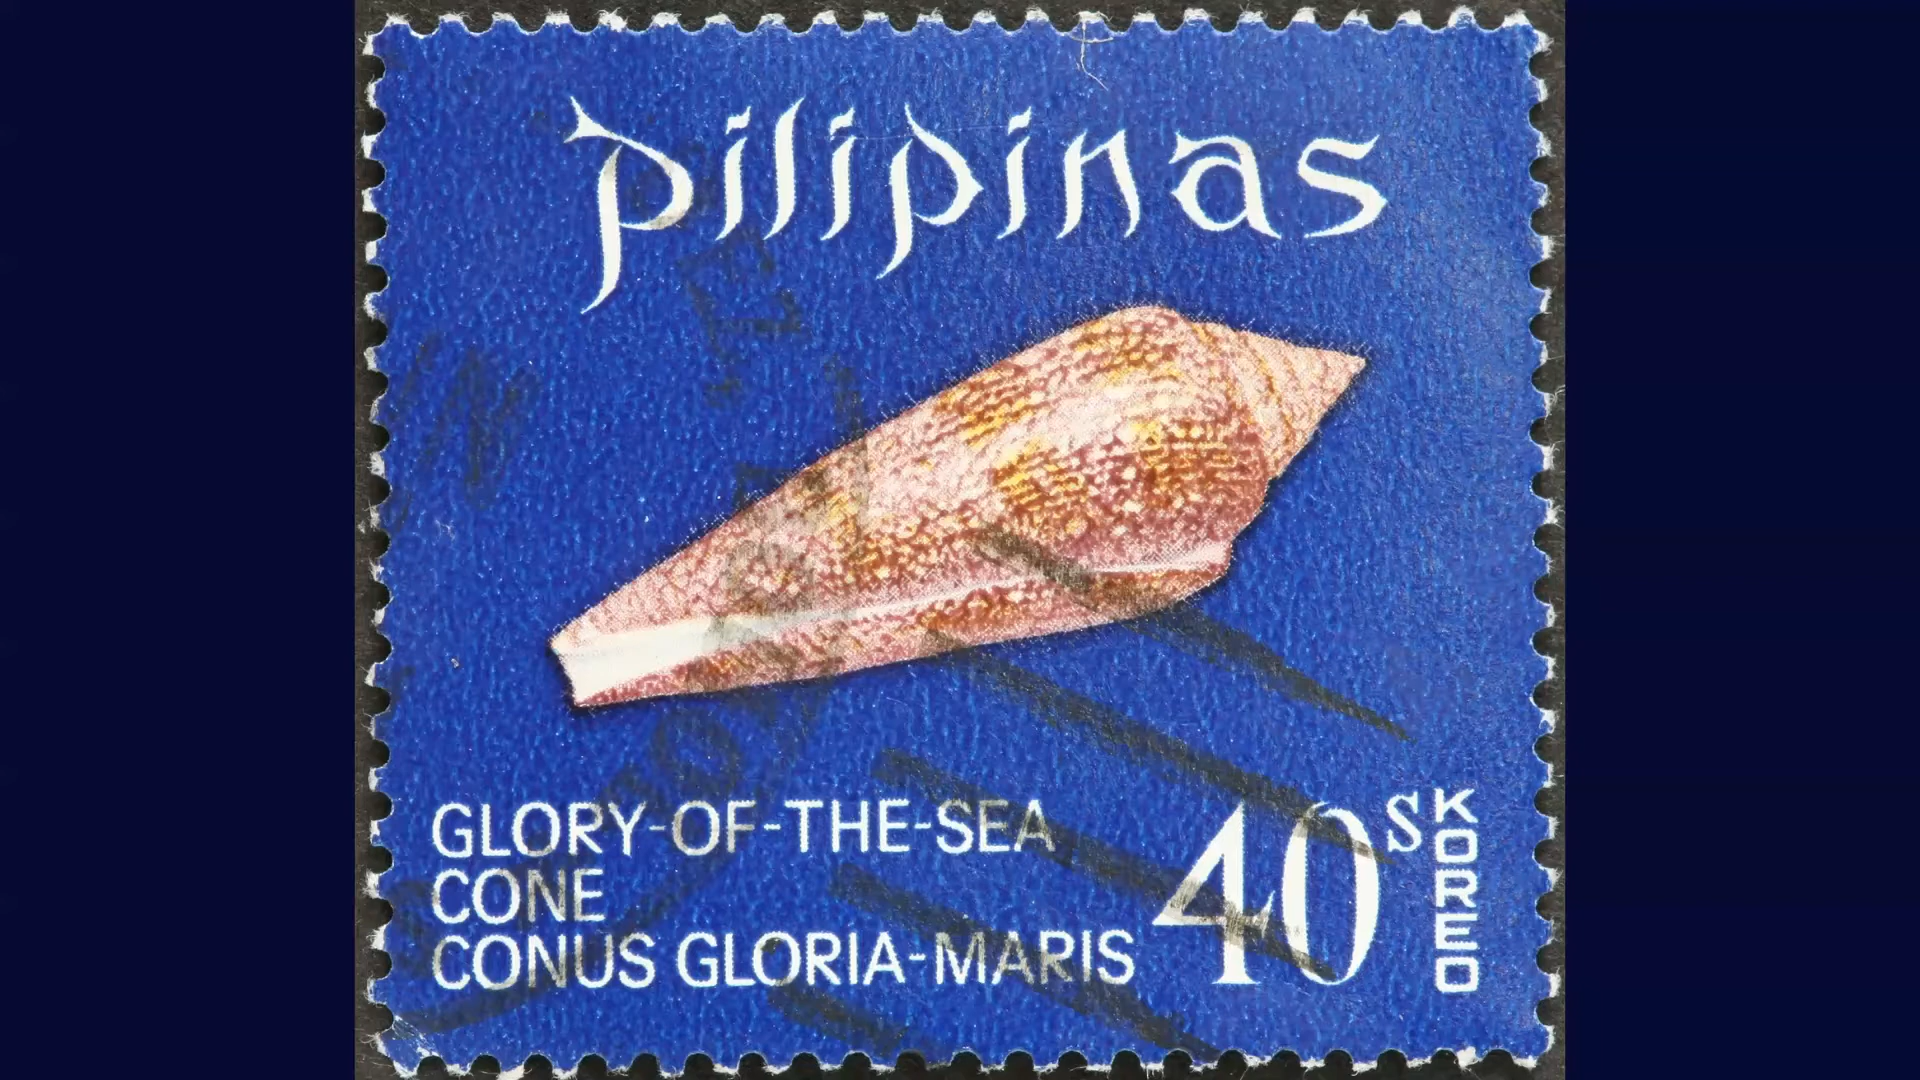 pilipinas
GLORY-OF-THE-SEA
CONE
CONUS GLORIA-MARIS
40s
KOREO